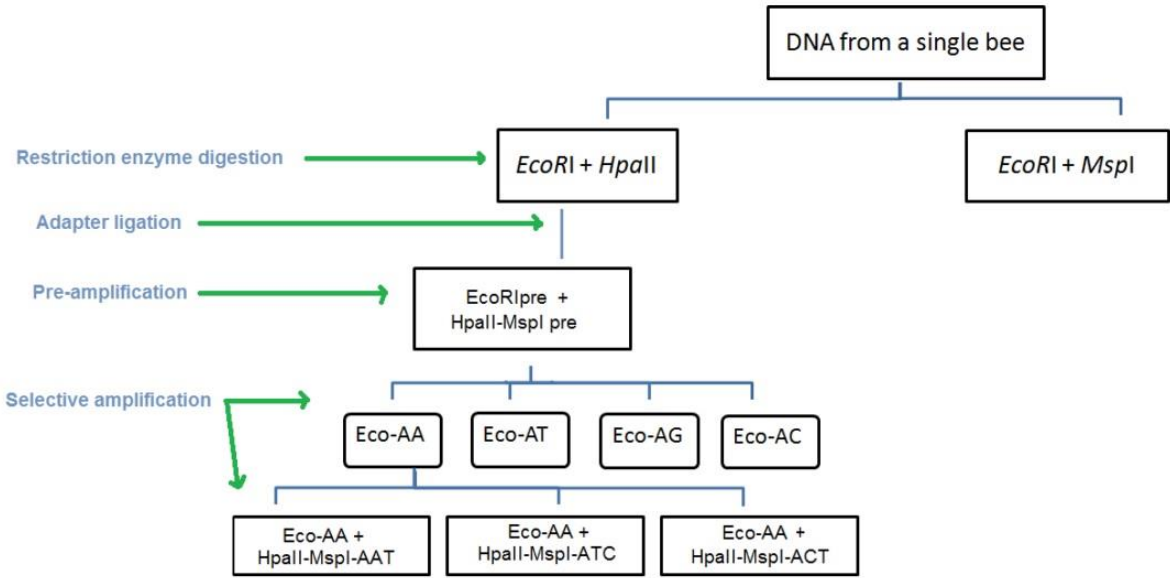 DNA from a single bee
Restriction enzyme digestion
EcoRI + HpaII
EcoRI + MspI
Adapter ligation
Pre-amplification
EcoRIpre +
HpaII-MspI pre
Selective amplification
Eco-AA
Eco-AT
Eco-AG
Eco-AC
Eco-AA +
HpaII-MspI-AAT
Eco-AA +
HpaII-MspI-ATC
Eco-AA +
HpaII-MspI-ACT